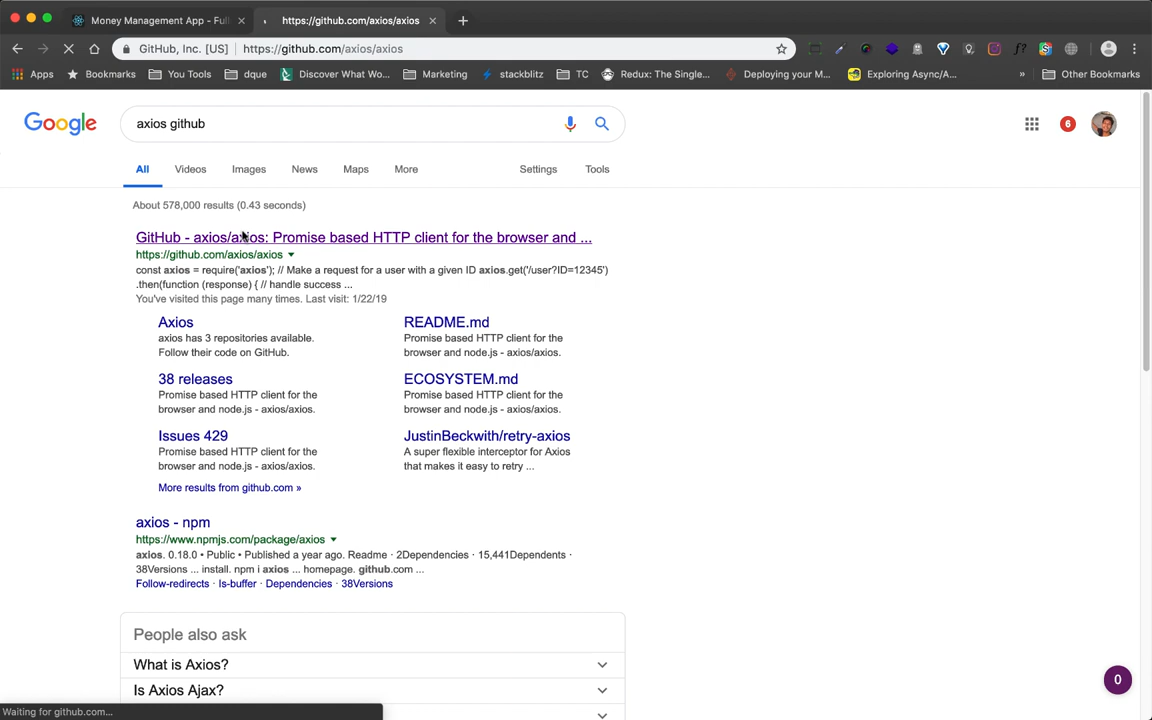 Money Management App - Ful
https://github.com/axios/axios
GitHub, Inc. [US] https://github.com/axios/axios
Apps Bookmarks You Tools dque Discover What Wo... Marketing stackblitz TC Redux: The Single... Deploying your M... Exploring Async/A... » Other Bookmarks
Google axios github 6
All Videos Images News Maps More Settings Tools
About 578,000 results (0.43 seconds)
GitHub - axios/axios: Promise based HTTP client for the browser and ...
https://github.com/axios/axios
const axios = require('axios'); // Make a request for a user with a given ID axios.get('/user?ID=12345')
.then(function (response) { // handle success ...
You've visited this page many times. Last visit: 1/22/19
Axios
axios has 3 repositories available.
Follow their code on GitHub.
README.md
Promise based HTTP client for the
browser and node.js - axios/axios.
38 releases
Promise based HTTP client for the
browser and node.js - axios/axios.
ECOSYSTEM.md
Promise based HTTP client for the
browser and node.js - axios/axios.
Issues 429
Promise based HTTP client for the
browser and node.js - axios/axios.
JustinBeckwith/retry-axios
A super flexible interceptor for Axios
that makes it easy to retry ...
More results from github.com »
axios - npm
https://www.npmjs.com/package/axios
axios. 0.18.0 • Public • Published a year ago. Readme · 2Dependencies · 15,441Dependents ·
38Versions ... install. npm i axios ... homepage. github.com ...
Follow-redirects · Is-buffer · Dependencies · 38Versions
People also ask
What is Axios?
Is Axios Ajax?
0
Waiting for github.com...